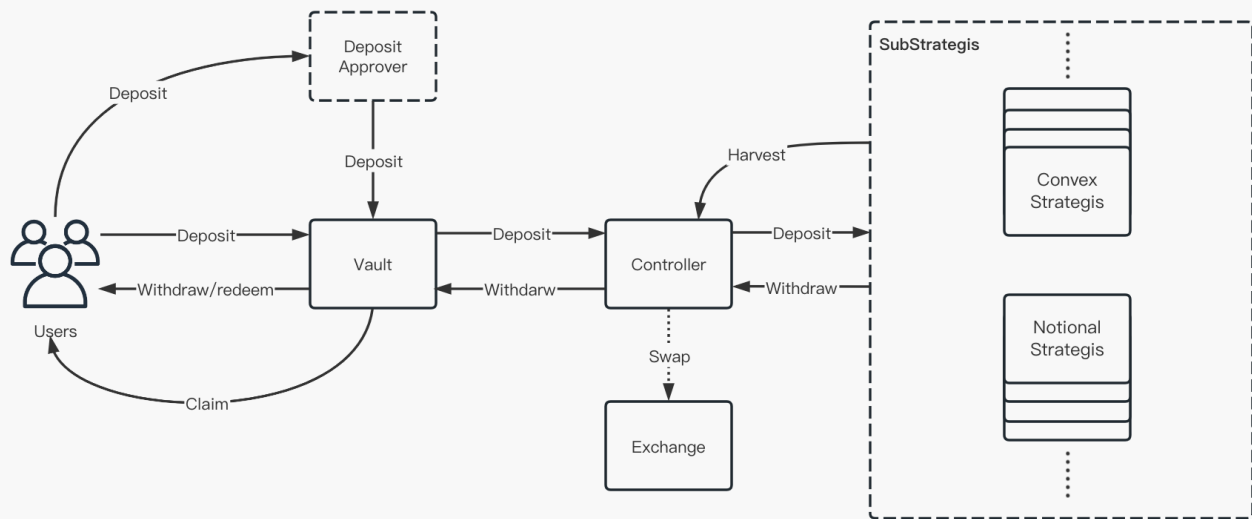 Deposit
Approver
SubStrategis
Deposit
Deposit
Harvest
Convex
Strategis
Deposit
Deposit
Deposit
Vault
Controller
Withdraw/redeem
Withdarw
Withdraw
Users
Notional
Strategis
Swap
Claim
Exchange